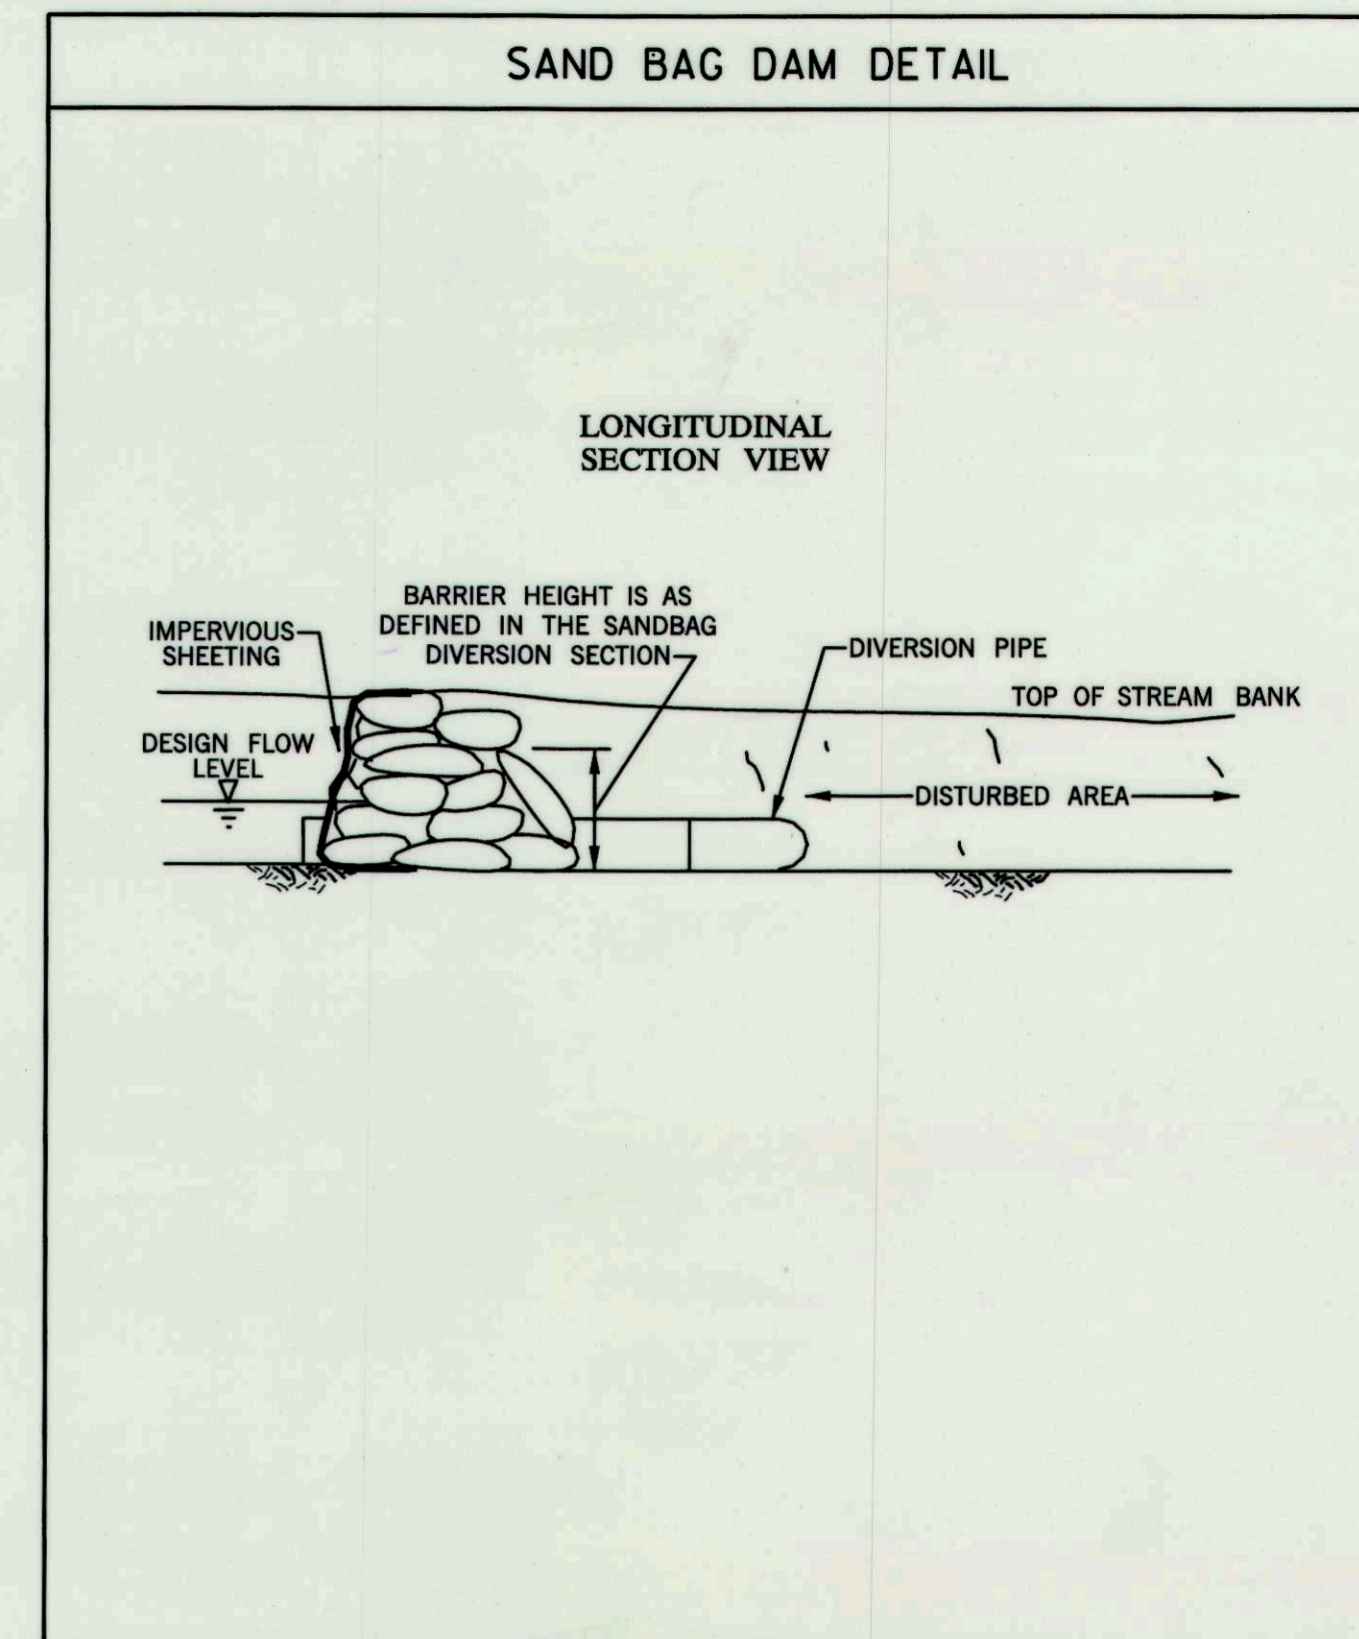 SAND BAG DAM DETAIL
LONGITUDINAL
SECTION VIEW
BARRIER HEIGHT IS AS
DEFINED IN THE SANDBAG
DIVERSION SECTION
IMPERVIOUS
SHEETING
DIVERSION PIPE
TOP OF STREAM BANK
DESIGN FLOW
LEVEL
DISTURBED AREA